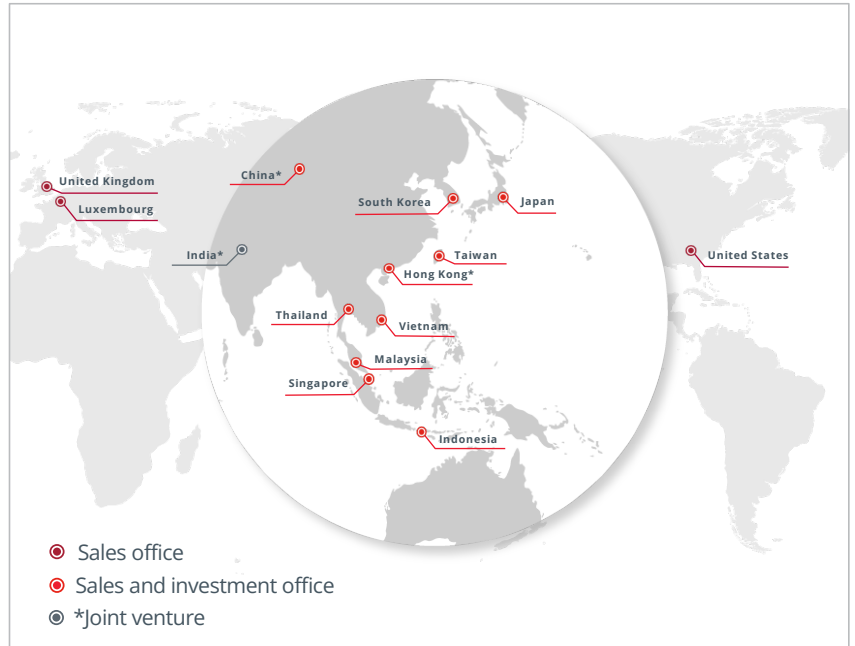 United Kingdom
Luxembourg
China*
South Korea
Japan
India*
Taiwan
Hong Kong*
United States
Thailand
Vietnam
Malaysia
Singapore
Indonesia
Sales office
Sales and investment office
*Joint venture